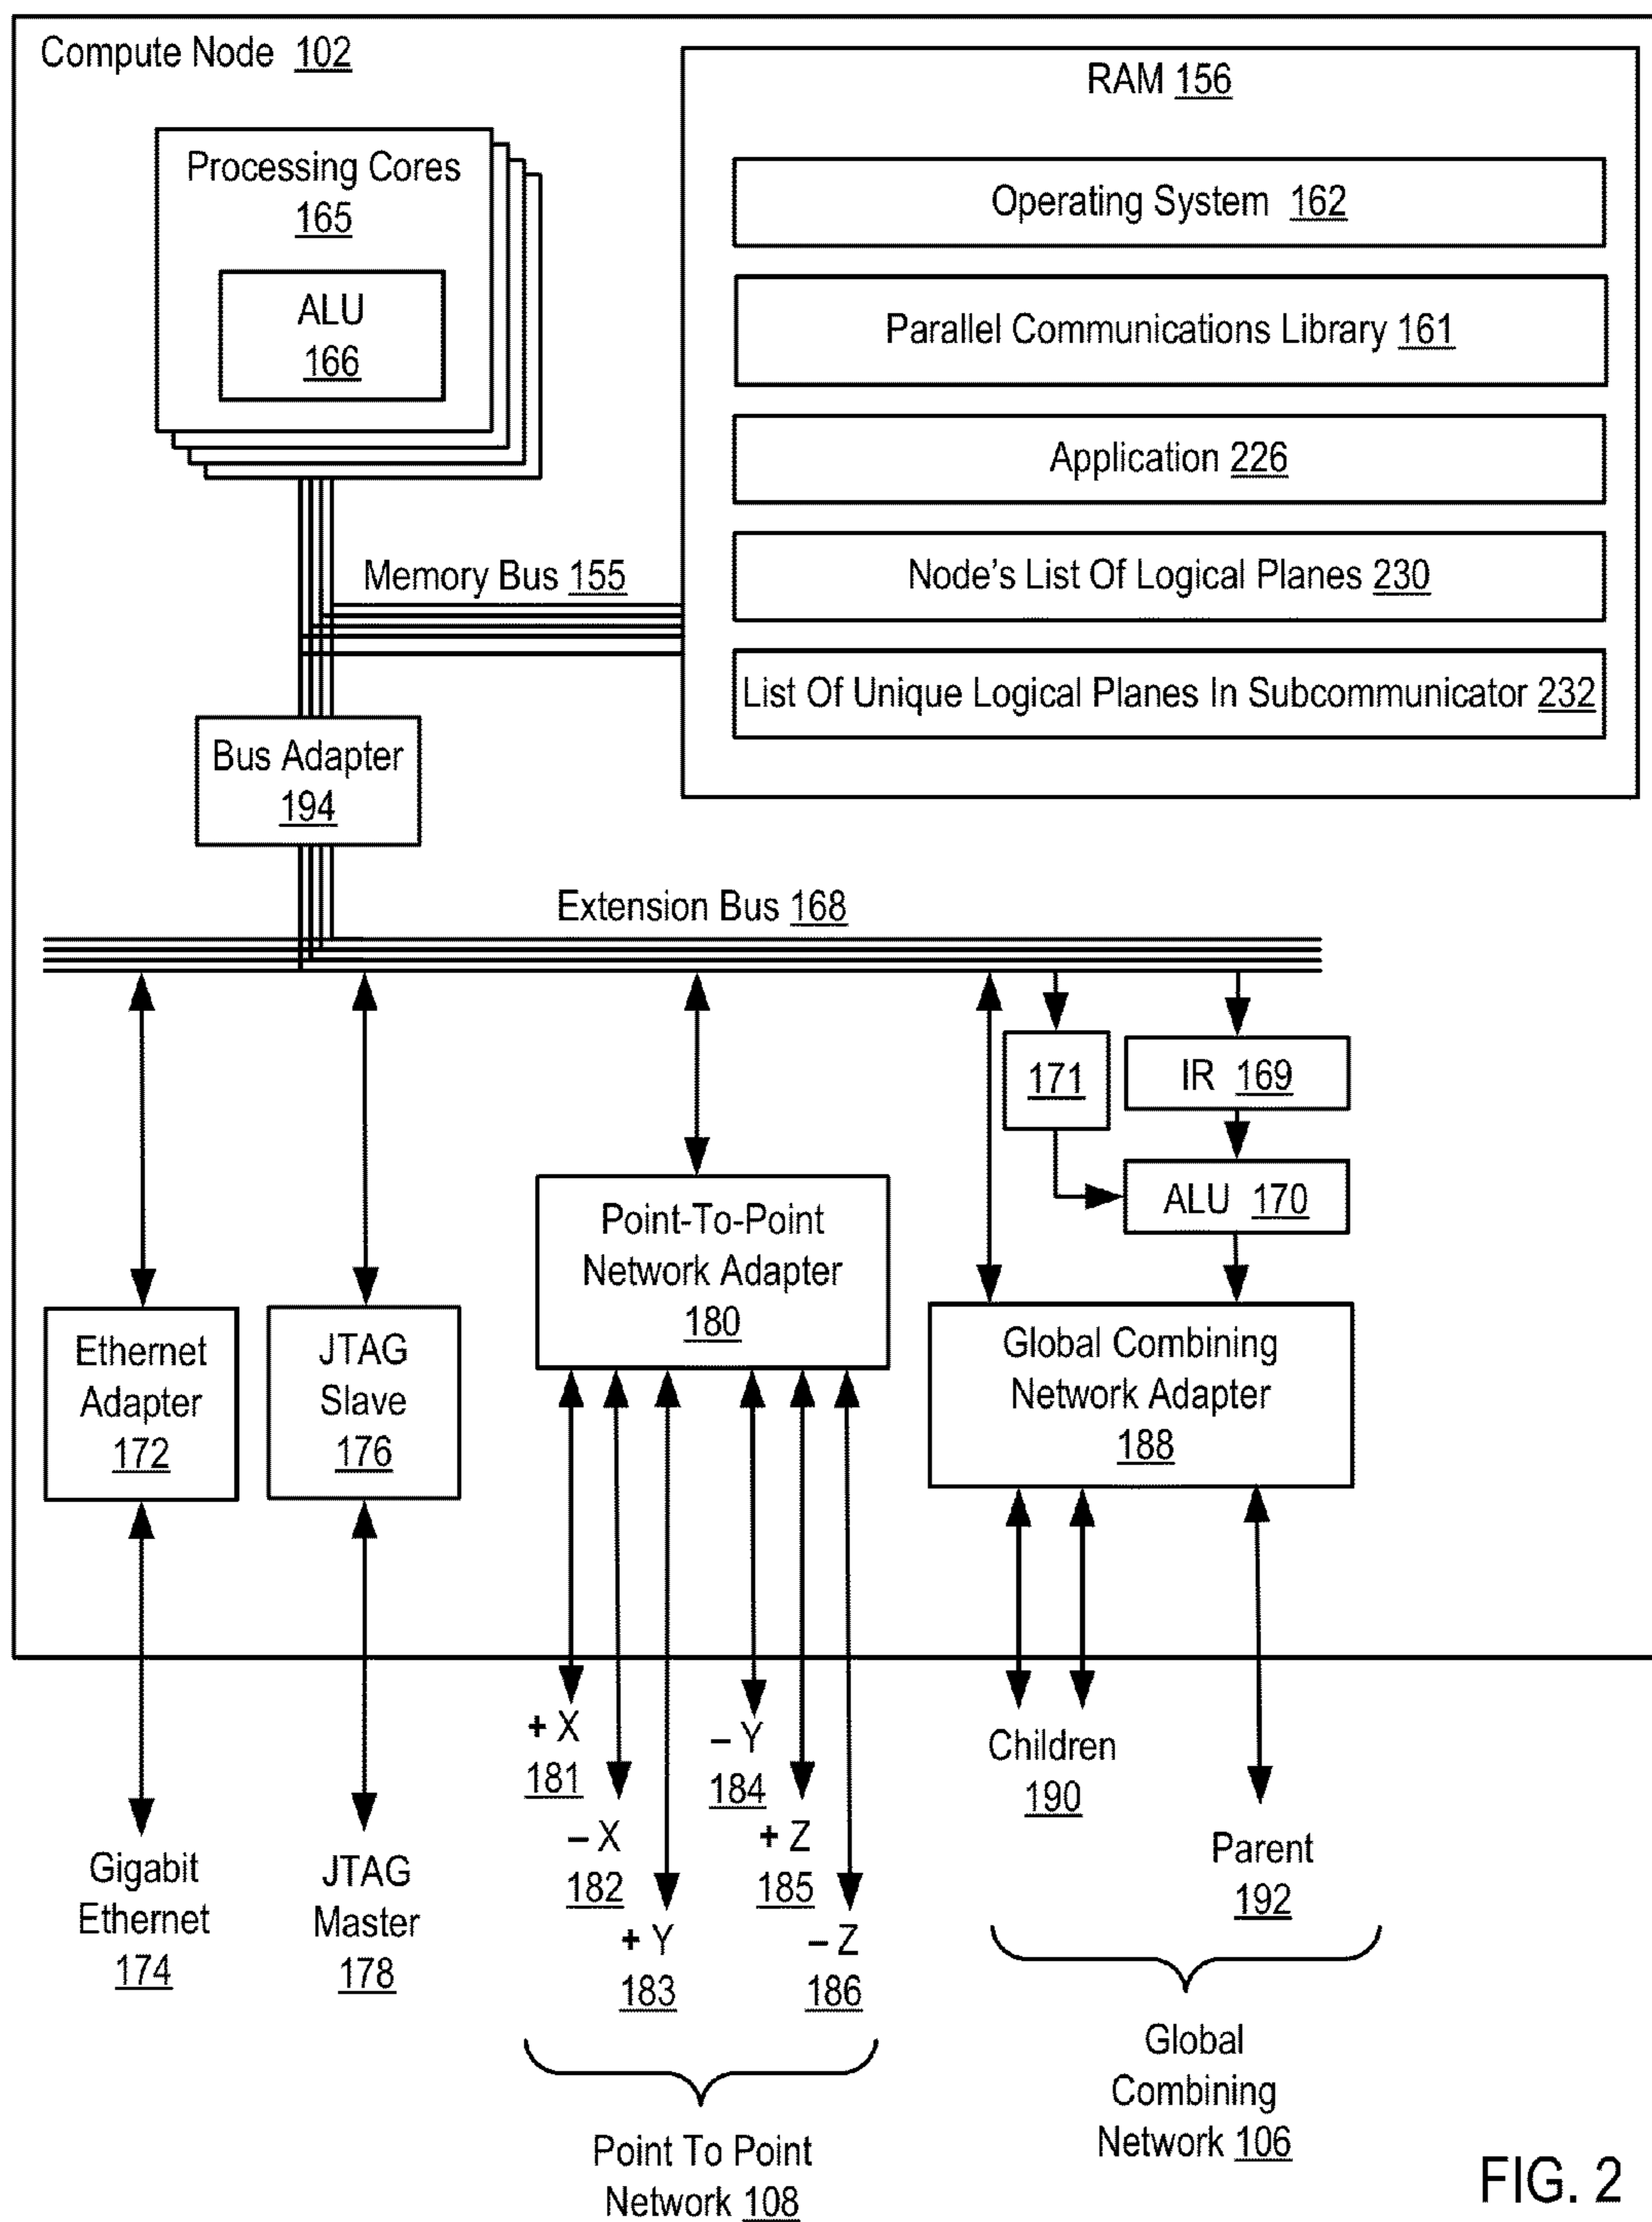 Compute Node 102
RAM 156
Processing Cores
165
ALU
166
Operating System 162
Parallel Communications Library 161
Application 226
Node's List Of Logical Planes 230
List Of Unique Logical Planes In Subcommunicator 232
Memory Bus 155
Bus Adapter
194
Extension Bus 168
171
IR 169
ALU 170
Point-To-Point
Network Adapter
180
Ethernet
Adapter
172
JTAG
Slave
176
Global Combining
Network Adapter
188
+ X
181
– X
182
+ Y
183
– Y
184
+ Z
185
– Z
186
Children
190
Parent
192
Gigabit
Ethernet
174
JTAG
Master
178
Point To Point
Network 108
Global
Combining
Network 106
FIG. 2